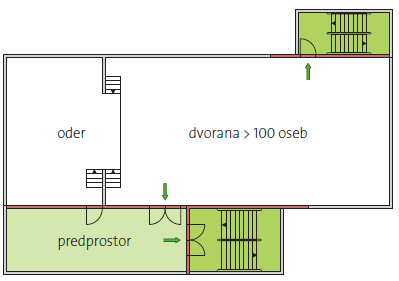 oder
dvorana > 100 oseb
predprostor